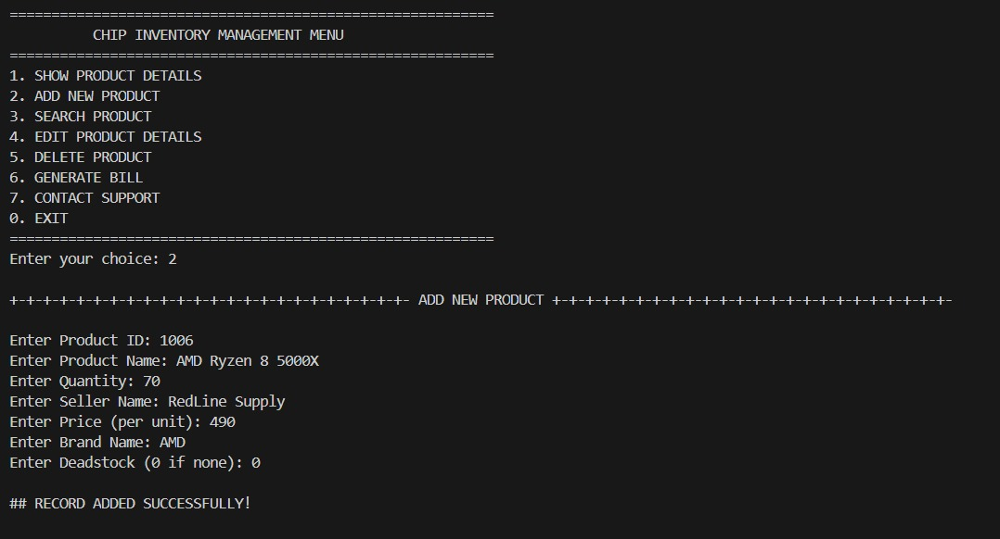 ==========================================================
CHIP INVENTORY MANAGEMENT MENU
==========================================================
1. SHOW PRODUCT DETAILS
2. ADD NEW PRODUCT
3. SEARCH PRODUCT
4. EDIT PRODUCT DETAILS
5. DELETE PRODUCT
6. GENERATE BILL
7. CONTACT SUPPORT
0. EXIT
==========================================================
Enter your choice: 2
+-+-+-+-+-+-+-+-+-+-+-+-+-+-+-+-+-+-+-+-+-+-+-+- ADD NEW PRODUCT +-+-+-+-+-+-+-+-+-+-+-+-+-+-+-+-+-+-+-+-+-+-+-+-
Enter Product ID: 1006
Enter Product Name: AMD Ryzen 8 5000X
Enter Quantity: 70
Enter Seller Name: RedLine Supply
Enter Price (per unit): 490
Enter Brand Name: AMD
Enter Deadstock (0 if none): 0
## RECORD ADDED SUCCESSFULLY!